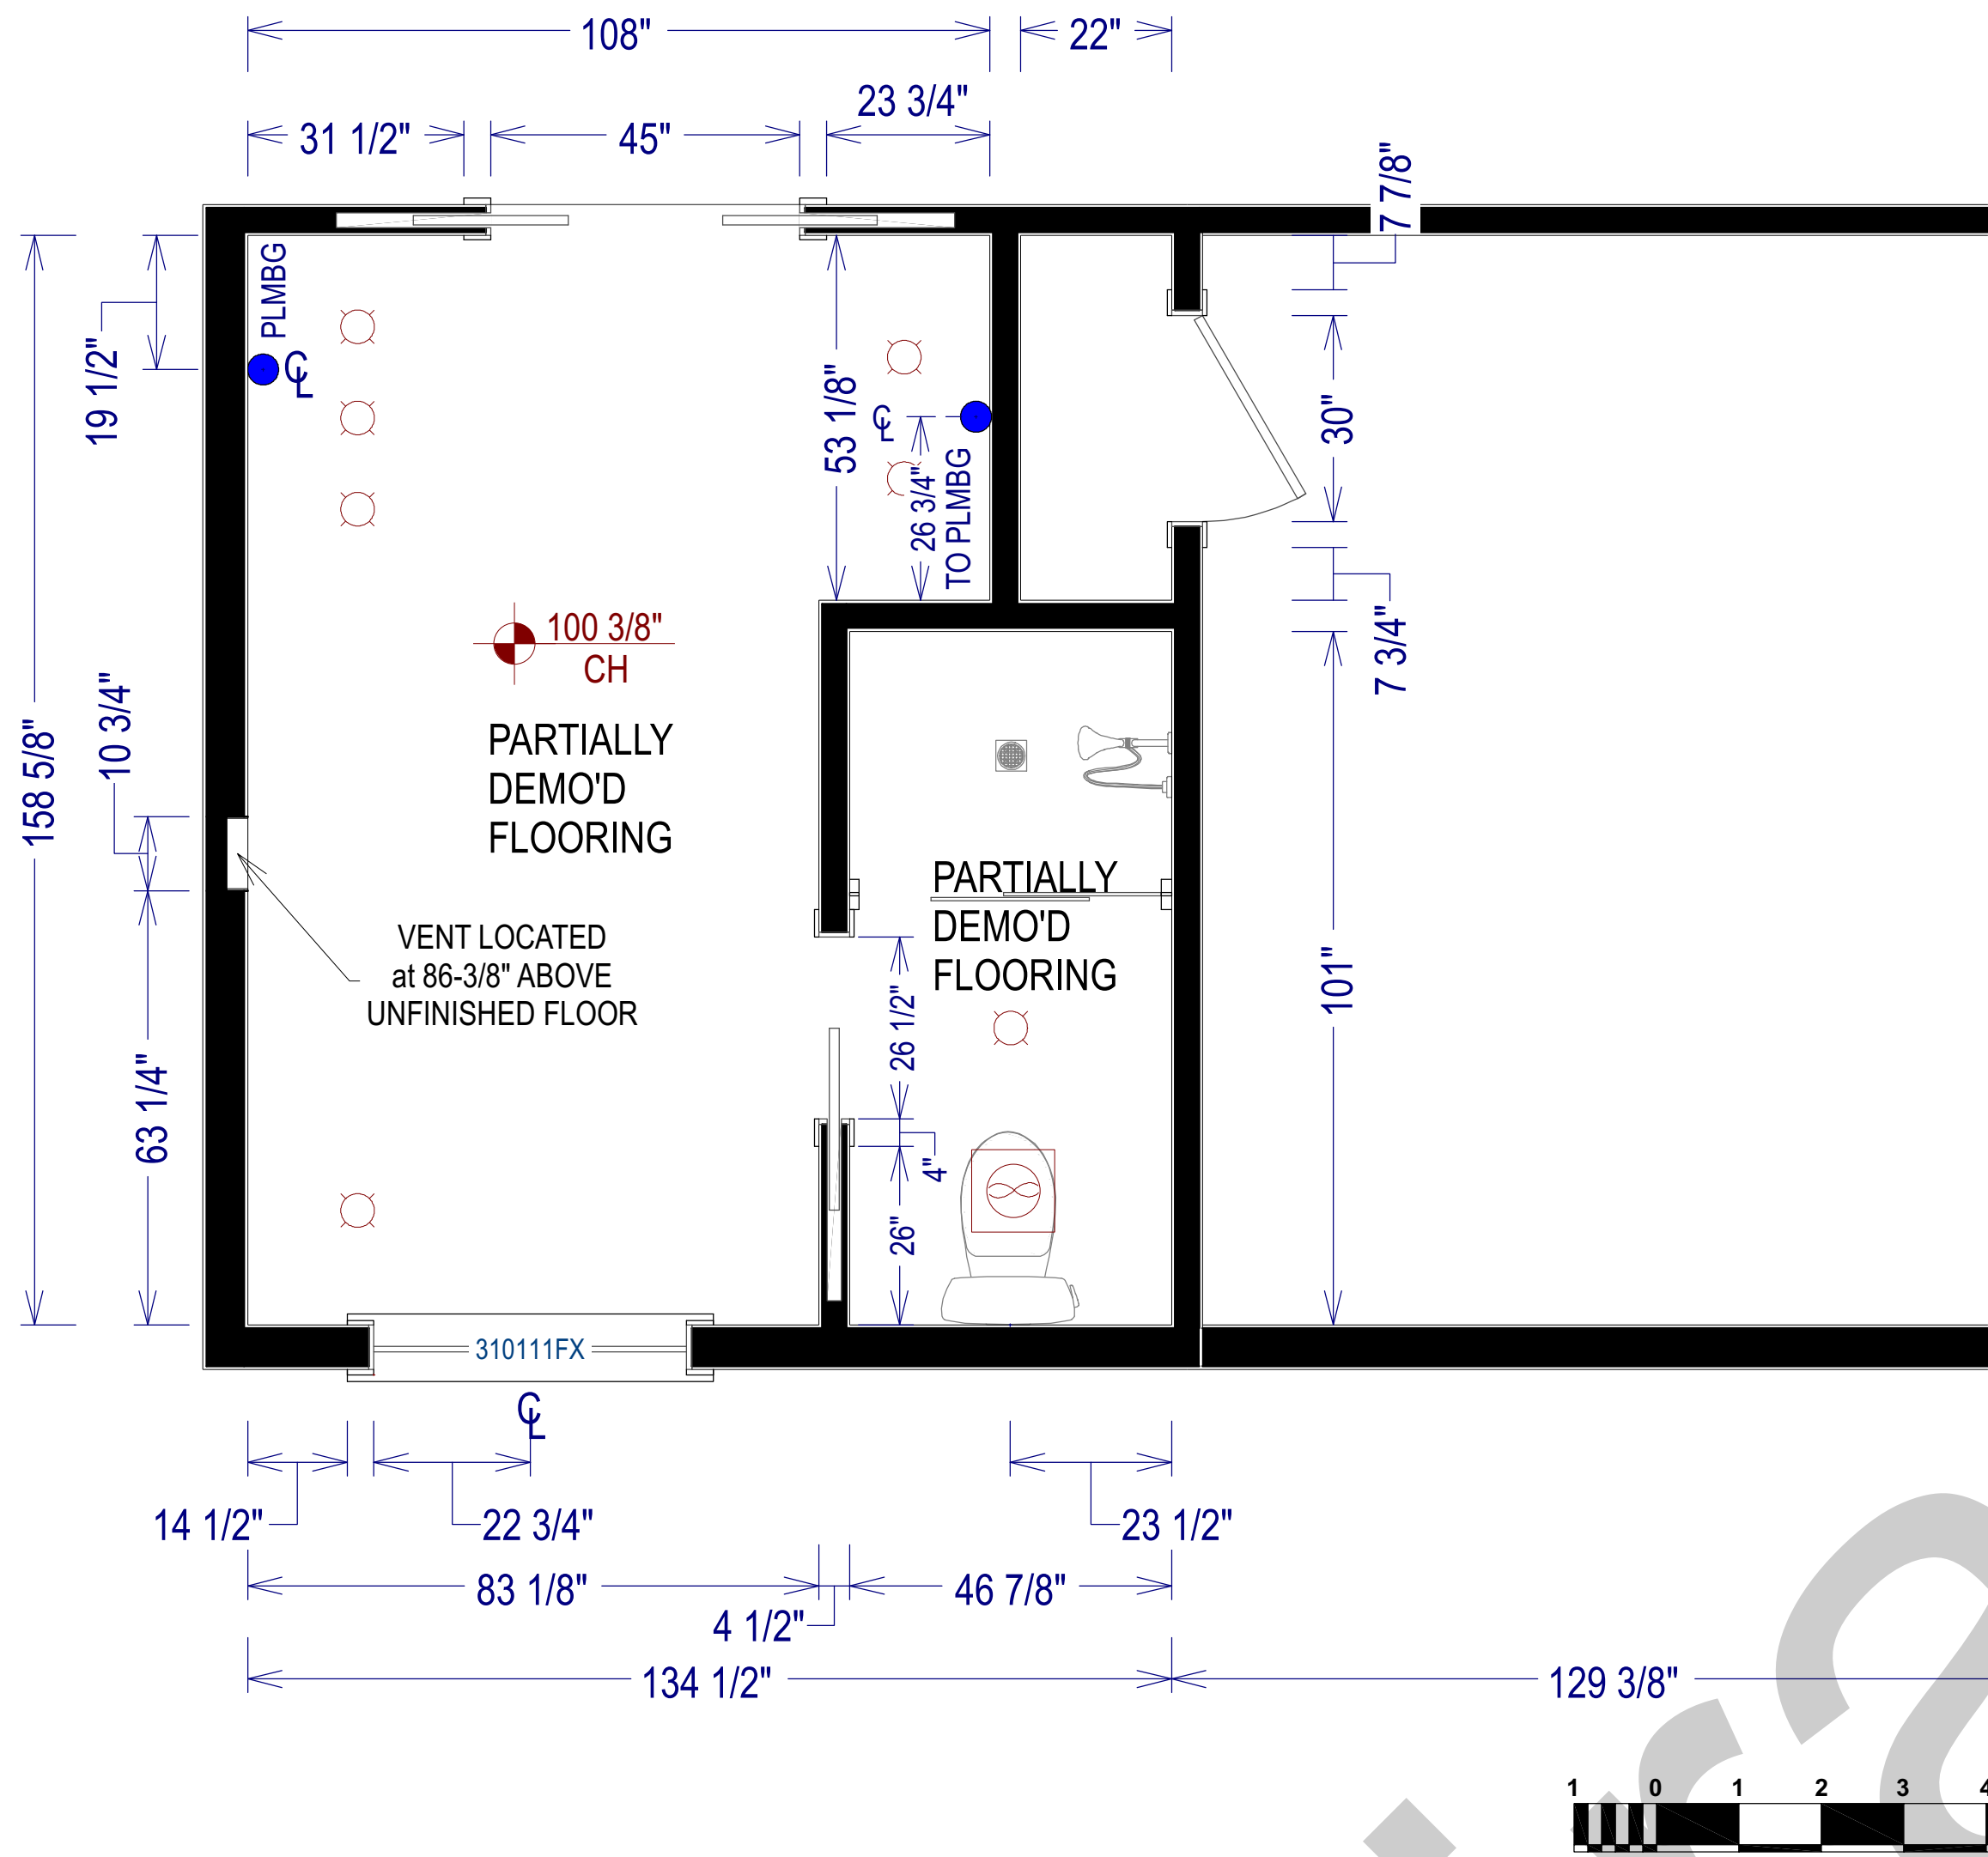 108"
22"
23 3/4"
31 1/2"
45"
7 7/8"
PLMBG
℄
19 1/2"
53 1/8"
℄
26 3/4"
TO PLMBG
30"
7 3/4"
100 3/8"
CH
158 5/8"
10 3/4"
PARTIALLY
DEMO'D
FLOORING
PARTIALLY
DEMO'D
FLOORING
VENT LOCATED
at 86-3/8" ABOVE
UNFINISHED FLOOR
101"
26 1/2"
63 1/4"
4"
26"
310111FX
℄
14 1/2"
22 3/4"
23 1/2"
83 1/8"
46 7/8"
4 1/2"
134 1/2"
129 3/8"
1 0 1 2 3 4